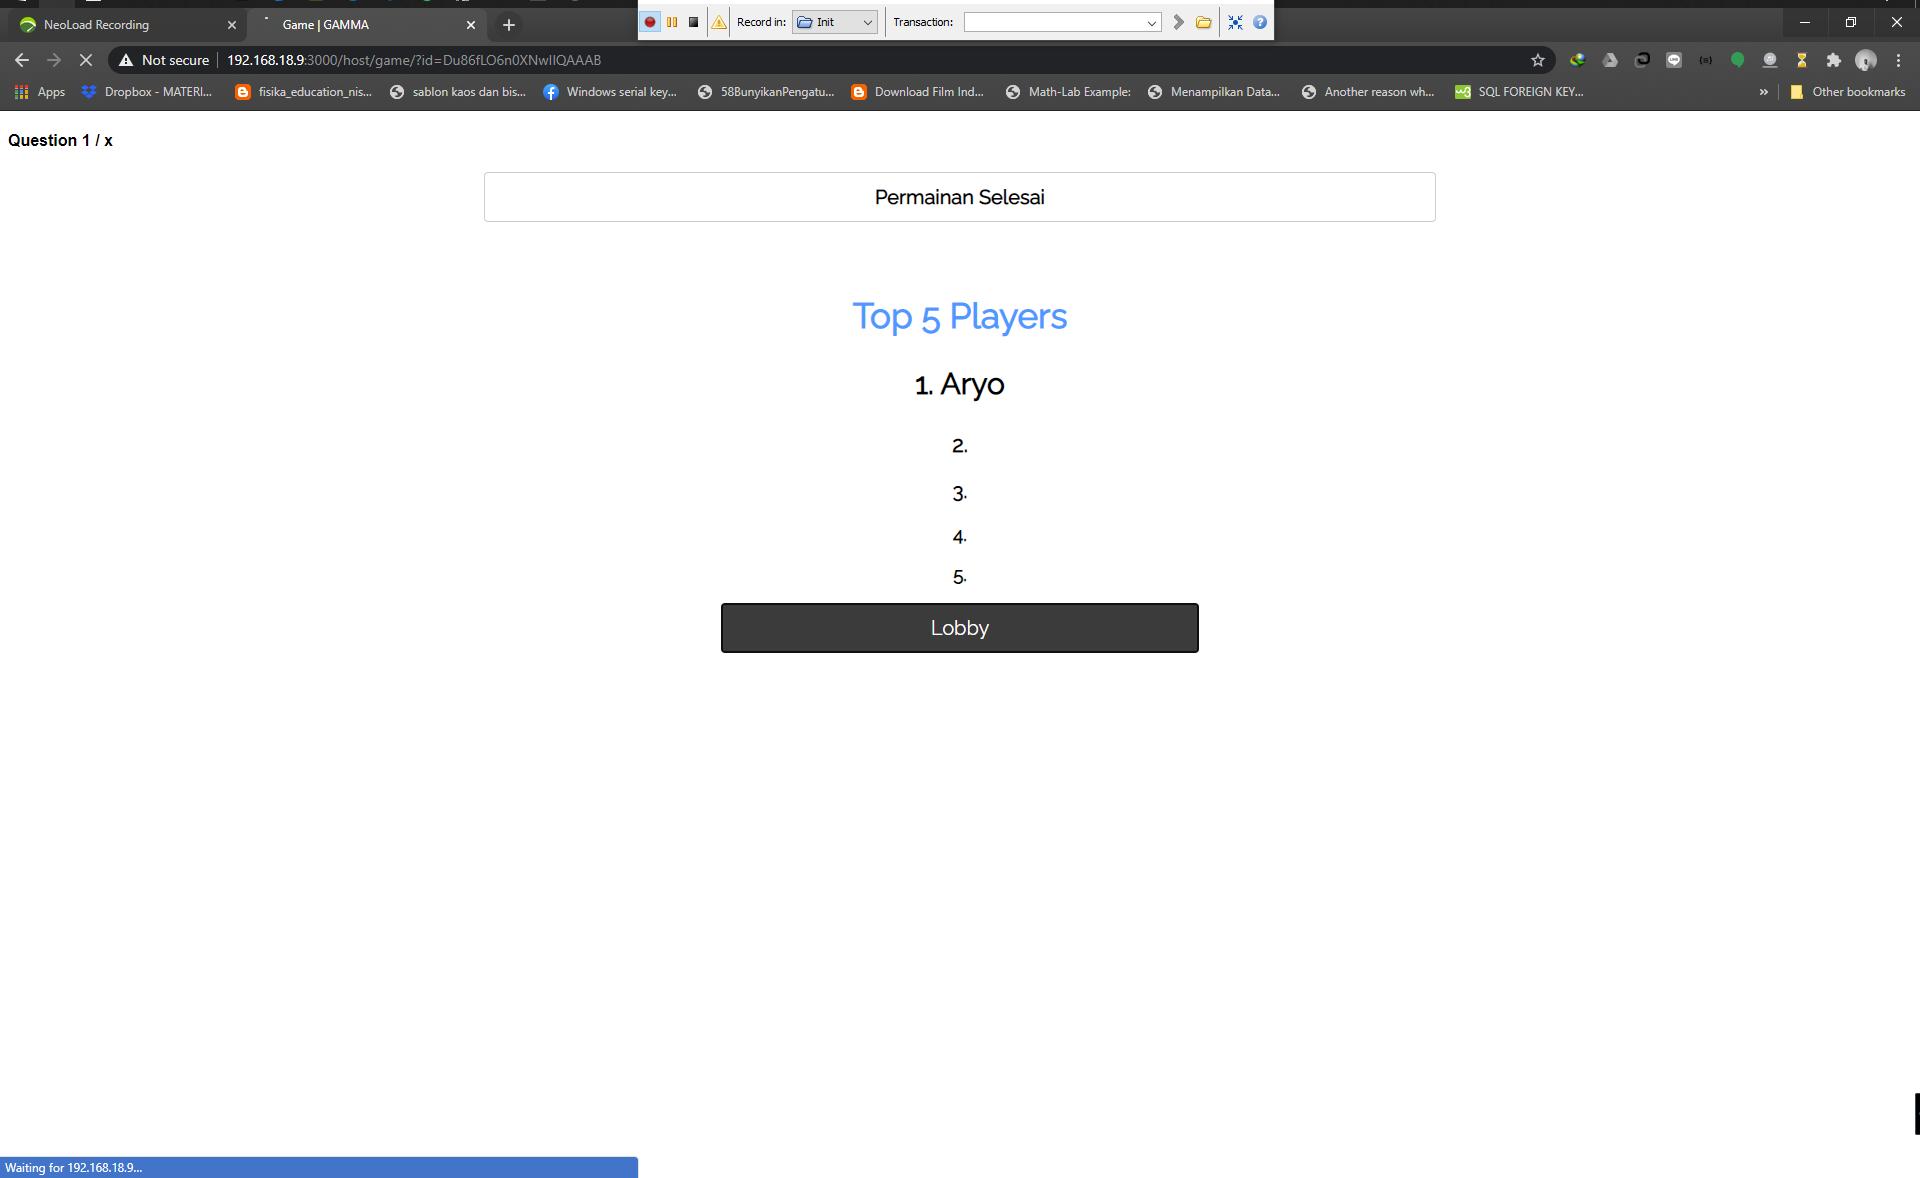 NeoLoad Recording
Game | GAMMA
Record in: Init Transaction:
Not secure 192.168.18.9:3000/host/game/?id=Du86fLO6n0XNwIIQAAAB
Apps Dropbox - MATERI... fisika_education_nis... sablon kaos dan bis... Windows serial key... 58BunyikanPengatu... Download Film Ind... Math-Lab Example: Menampilkan Data... Another reason wh... SQL FOREIGN KEY... » Other bookmarks
Question 1 / x
Permainan Selesai
Top 5 Players
1. Aryo
2.
3.
4.
5.
Lobby
Waiting for 192.168.18.9...